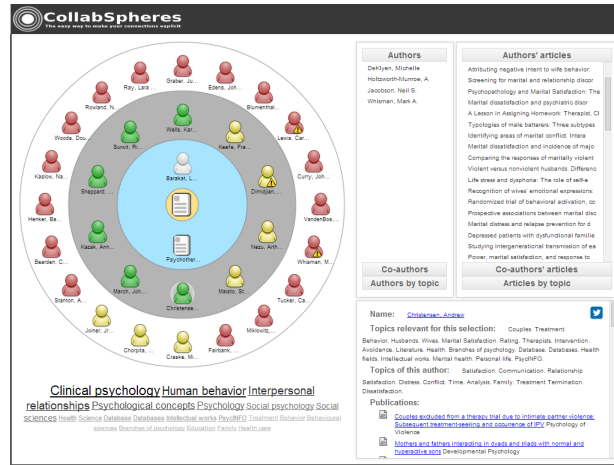 CollabSpheres
The easy way to make your connections explicit
Graber, Ju...
Ray, Lara ...
Edens, Joh...
Rowland, N...
Blumenthal...
Woods, Dou...
Wells, Kar...
Lewis, Car...
Sunwit, Ri...
Keefe, Fra...
Kaslow, Na...
Barakat, L...
Curry, Joh...
Sheppard, ...
Dimidjian, ...
Henker, Ba...
VandenBos,...
Kazak, Ann...
Psychother...
Nezu, Arth...
Bearden, C...
Whisman, M...
March, Joh...
Maisto, St...
Stanton, A...
Christense...
Tucker, Ca...
Joiner, Jr...
Miklowitz,...
Chorpita, ...
Craske, Mi...
Fairbank, ...
Clinical psychology Human behavior Interpersonal
relationships Psychological concepts Psychology Social psychology Social
sciences Health Science Database Databases Intellectual works PsycINFO Treatment Behavior Behavioural
sciences Branches of psychology Education Family Health care
Authors
DeKlyen, Michelle
Holtzworth-Munroe, A
Jacobson, Neil S.
Whisman, Mark A.
Co-authors
Authors by topic
Authors' articles
Attributing negative intent to wife behavior:
Screening for marital and relationship discor
Psychopathology and Marital Satisfaction: The
Marital dissatisfaction and psychiatric disor
A Lesson in Assigning Homework: Therapist, Cl
Typologies of male batterers: Three subtypes
Identifying areas of marital conflict: Intera
Marital dissatisfaction and incidence of majo
Comparing the responses of maritally violent
Violent versus nonviolent husbands: Differenc
Life stress and dysphoria: The role of self-e
Recognition of wives' emotional expressions:
Randomized trial of behavioral activation, co
Prospective associations between marital disc
Marital distress and relapse prevention for d
Depressed patients with dysfunctional familie
Studying intergenerational transmission of ea
Power, marital satisfaction, and response to
Co-authors' articles
Articles by topic
Name: Christensen, Andrew
Topics relevant for this selection: Couples. Treatment.
Behavior. Husbands. Wives. Marital Satisfaction. Rating. Therapists. Intervention.
Avoidance. Literature. Health. Branches of psychology. Database. Databases. Health
fields. Intellectual works. Mental health. Personal life. PsycINFO.
Topics of this author: Satisfaction. Communication. Relationship
Satisfaction. Distress. Conflict. Time. Analysis. Family. Treatment Termination.
Dissatisfaction.
Publications:
Couples excluded from a therapy trial due to intimate partner violence:
Subsequent treatment-seeking and occurrence of IPV Psychology of
Violence
Mothers and fathers interacting in dyads and triads with normal and
hyperactive sons Developmental Psychology